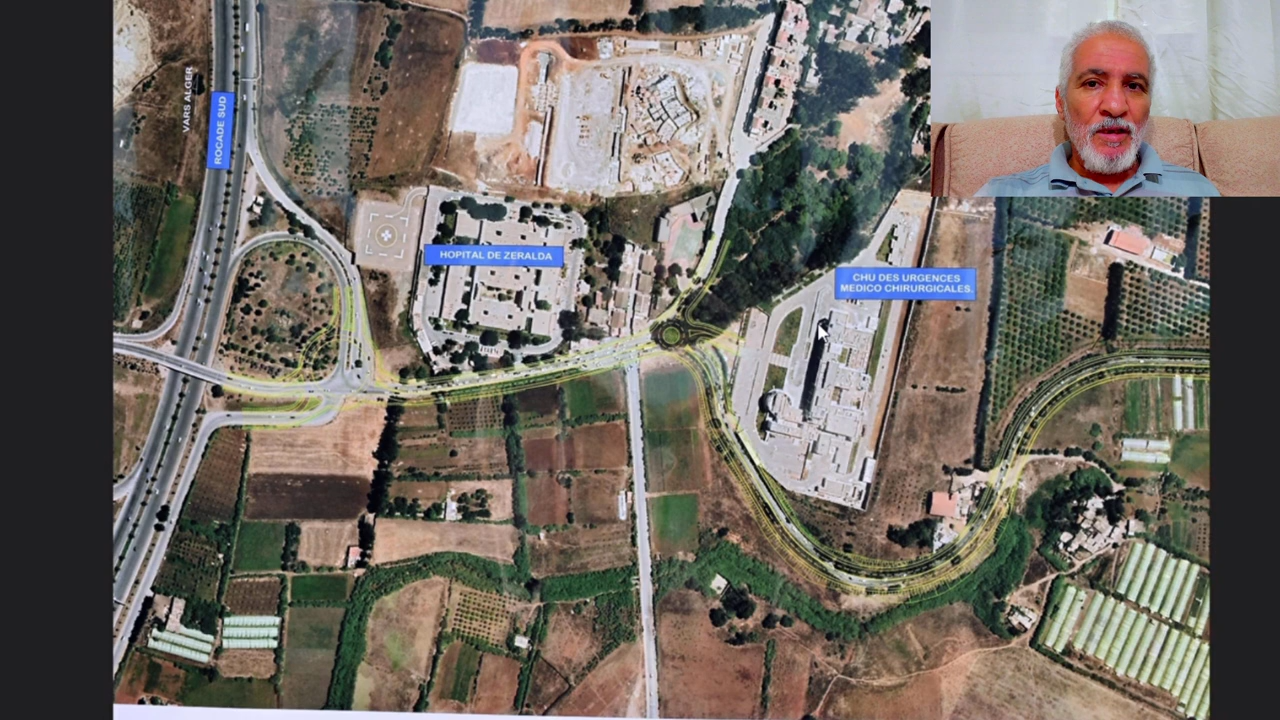 VARS ALGER
ROCADE SUD
HOPITAL DE ZERALDA
CHU DES URGENCES
MEDICO CHIRURGICALES.